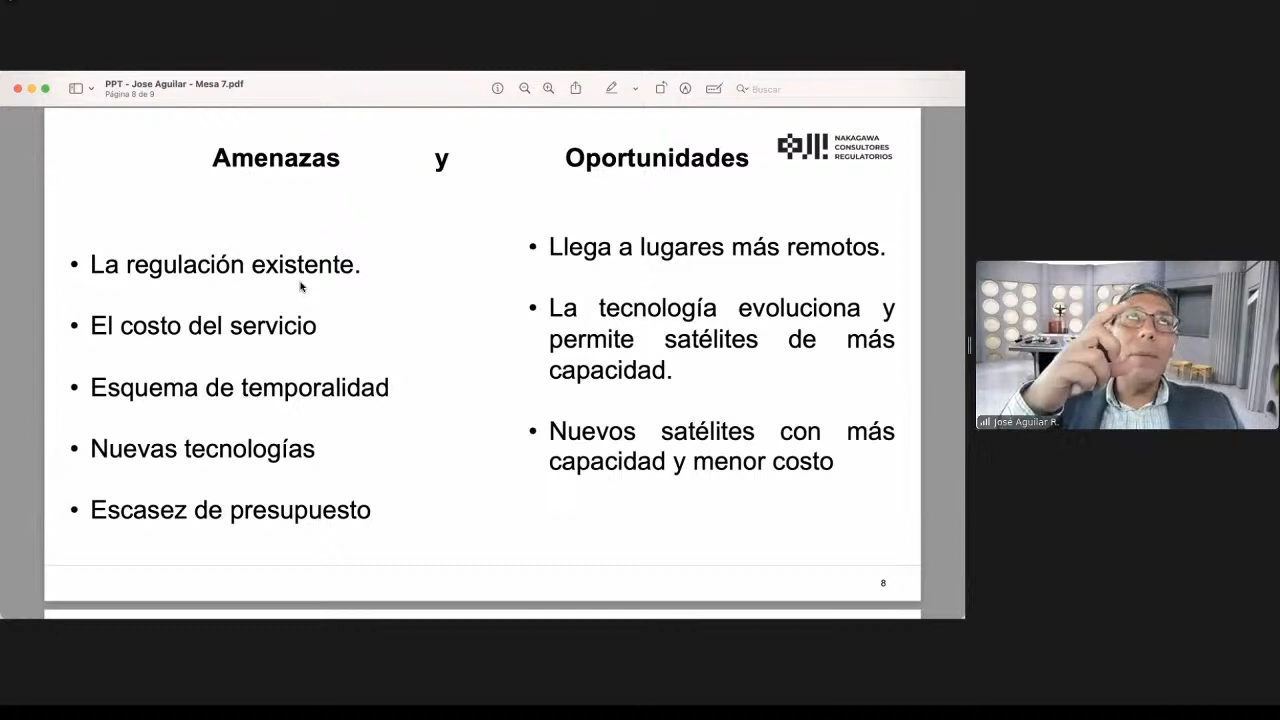 PPT - Jose Aguilar - Mesa 7.pdf
Página 8 de 9
Buscar
Amenazas y Oportunidades
NAKAGAWA
CONSULTORES
REGULATORIOS
• La regulación existente.
• El costo del servicio
• Esquema de temporalidad
• Nuevas tecnologías
• Escasez de presupuesto
• Llega a lugares más remotos.
• La tecnología evoluciona y
permite satélites de más
capacidad.
• Nuevos satélites con más
capacidad y menor costo
8
José Aguilar R.